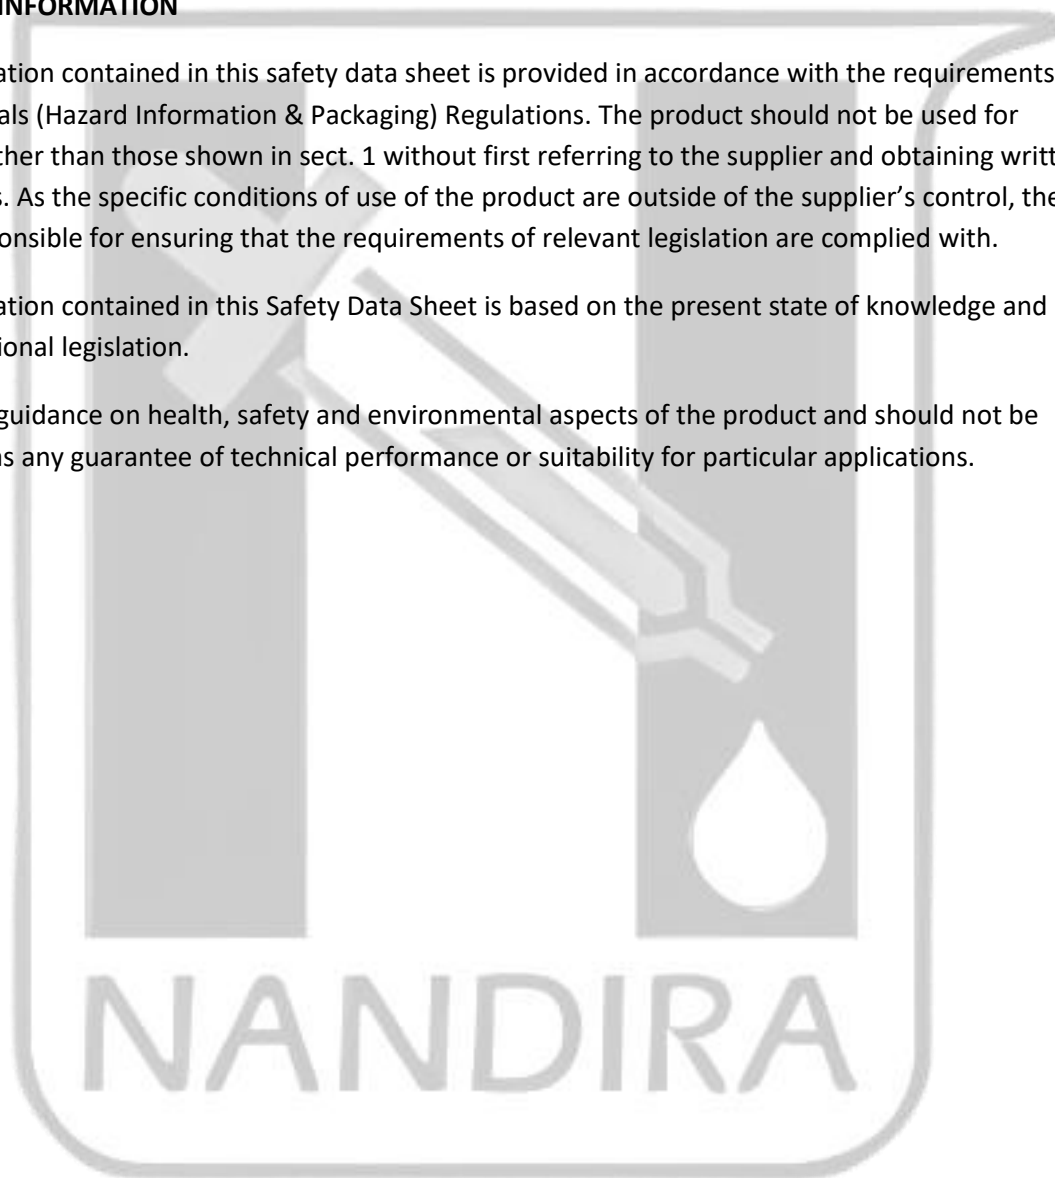 INFORMATION
ation contained in this safety data sheet is provided in accordance with the requirements
als (Hazard Information & Packaging) Regulations. The product should not be used for
ther than those shown in sect. 1 without first referring to the supplier and obtaining writt
s. As the specific conditions of use of the product are outside of the supplier’s control, the
onsible for ensuring that the requirements of relevant legislation are complied with.
ation contained in this Safety Data Sheet is based on the present state of knowledge and
ional legislation.
guidance on health, safety and environmental aspects of the product and should not be
as any guarantee of technical performance or suitability for particular applications.
NANDIRA